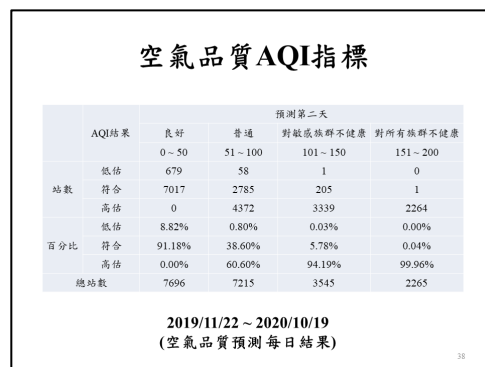 空氣品質AQI指標
預測第二天
AQI結果 良好 普通 對敏感族群不健康 對所有族群不健康
0 ~ 50 51 ~ 100 101 ~ 150 151 ~ 200
低估 679 58 1 0
站數 符合 7017 2785 205 1
高估 0 4372 3339 2264
低估 8.82% 0.80% 0.03% 0.00%
百分比 符合 91.18% 38.60% 5.78% 0.04%
高估 0.00% 60.60% 94.19% 99.96%
總站數 7696 7215 3545 2265
2019/11/22 ~ 2020/10/19
(空氣品質預測每日結果)
38